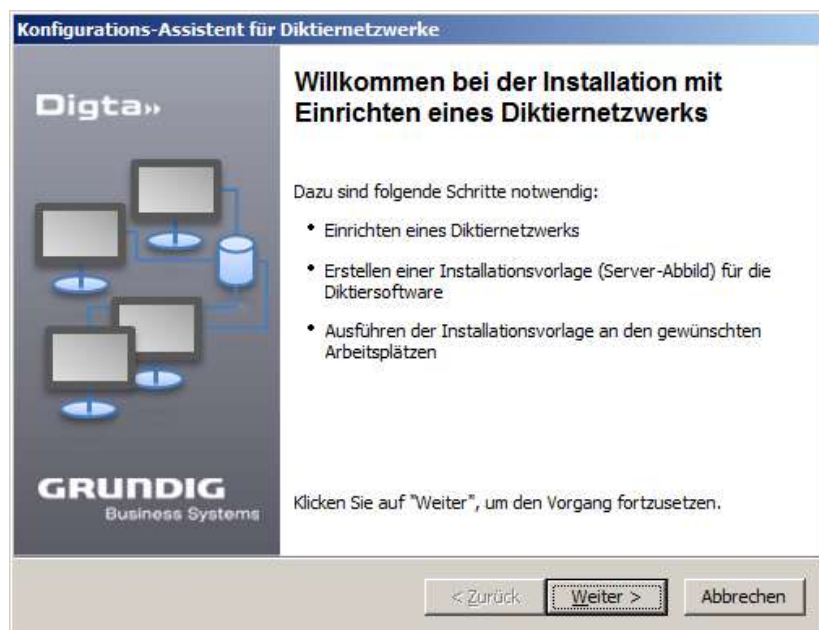 Konfigurations-Assistent für Diktiernetzwerke
Digta»
Willkommen bei der Installation mit
Einrichten eines Diktiernetzwerks
Dazu sind folgende Schritte notwendig:
• Einrichten eines Diktiernetzwerks
• Erstellen einer Installationsvorlage (Server-Abbild) für die
Diktiersoftware
• Ausführen der Installationsvorlage an den gewünschten
Arbeitsplätzen
GRUNDIG
Business Systems
Klicken Sie auf "Weiter", um den Vorgang fortzusetzen.
< Zurück
Weiter >
Abbrechen